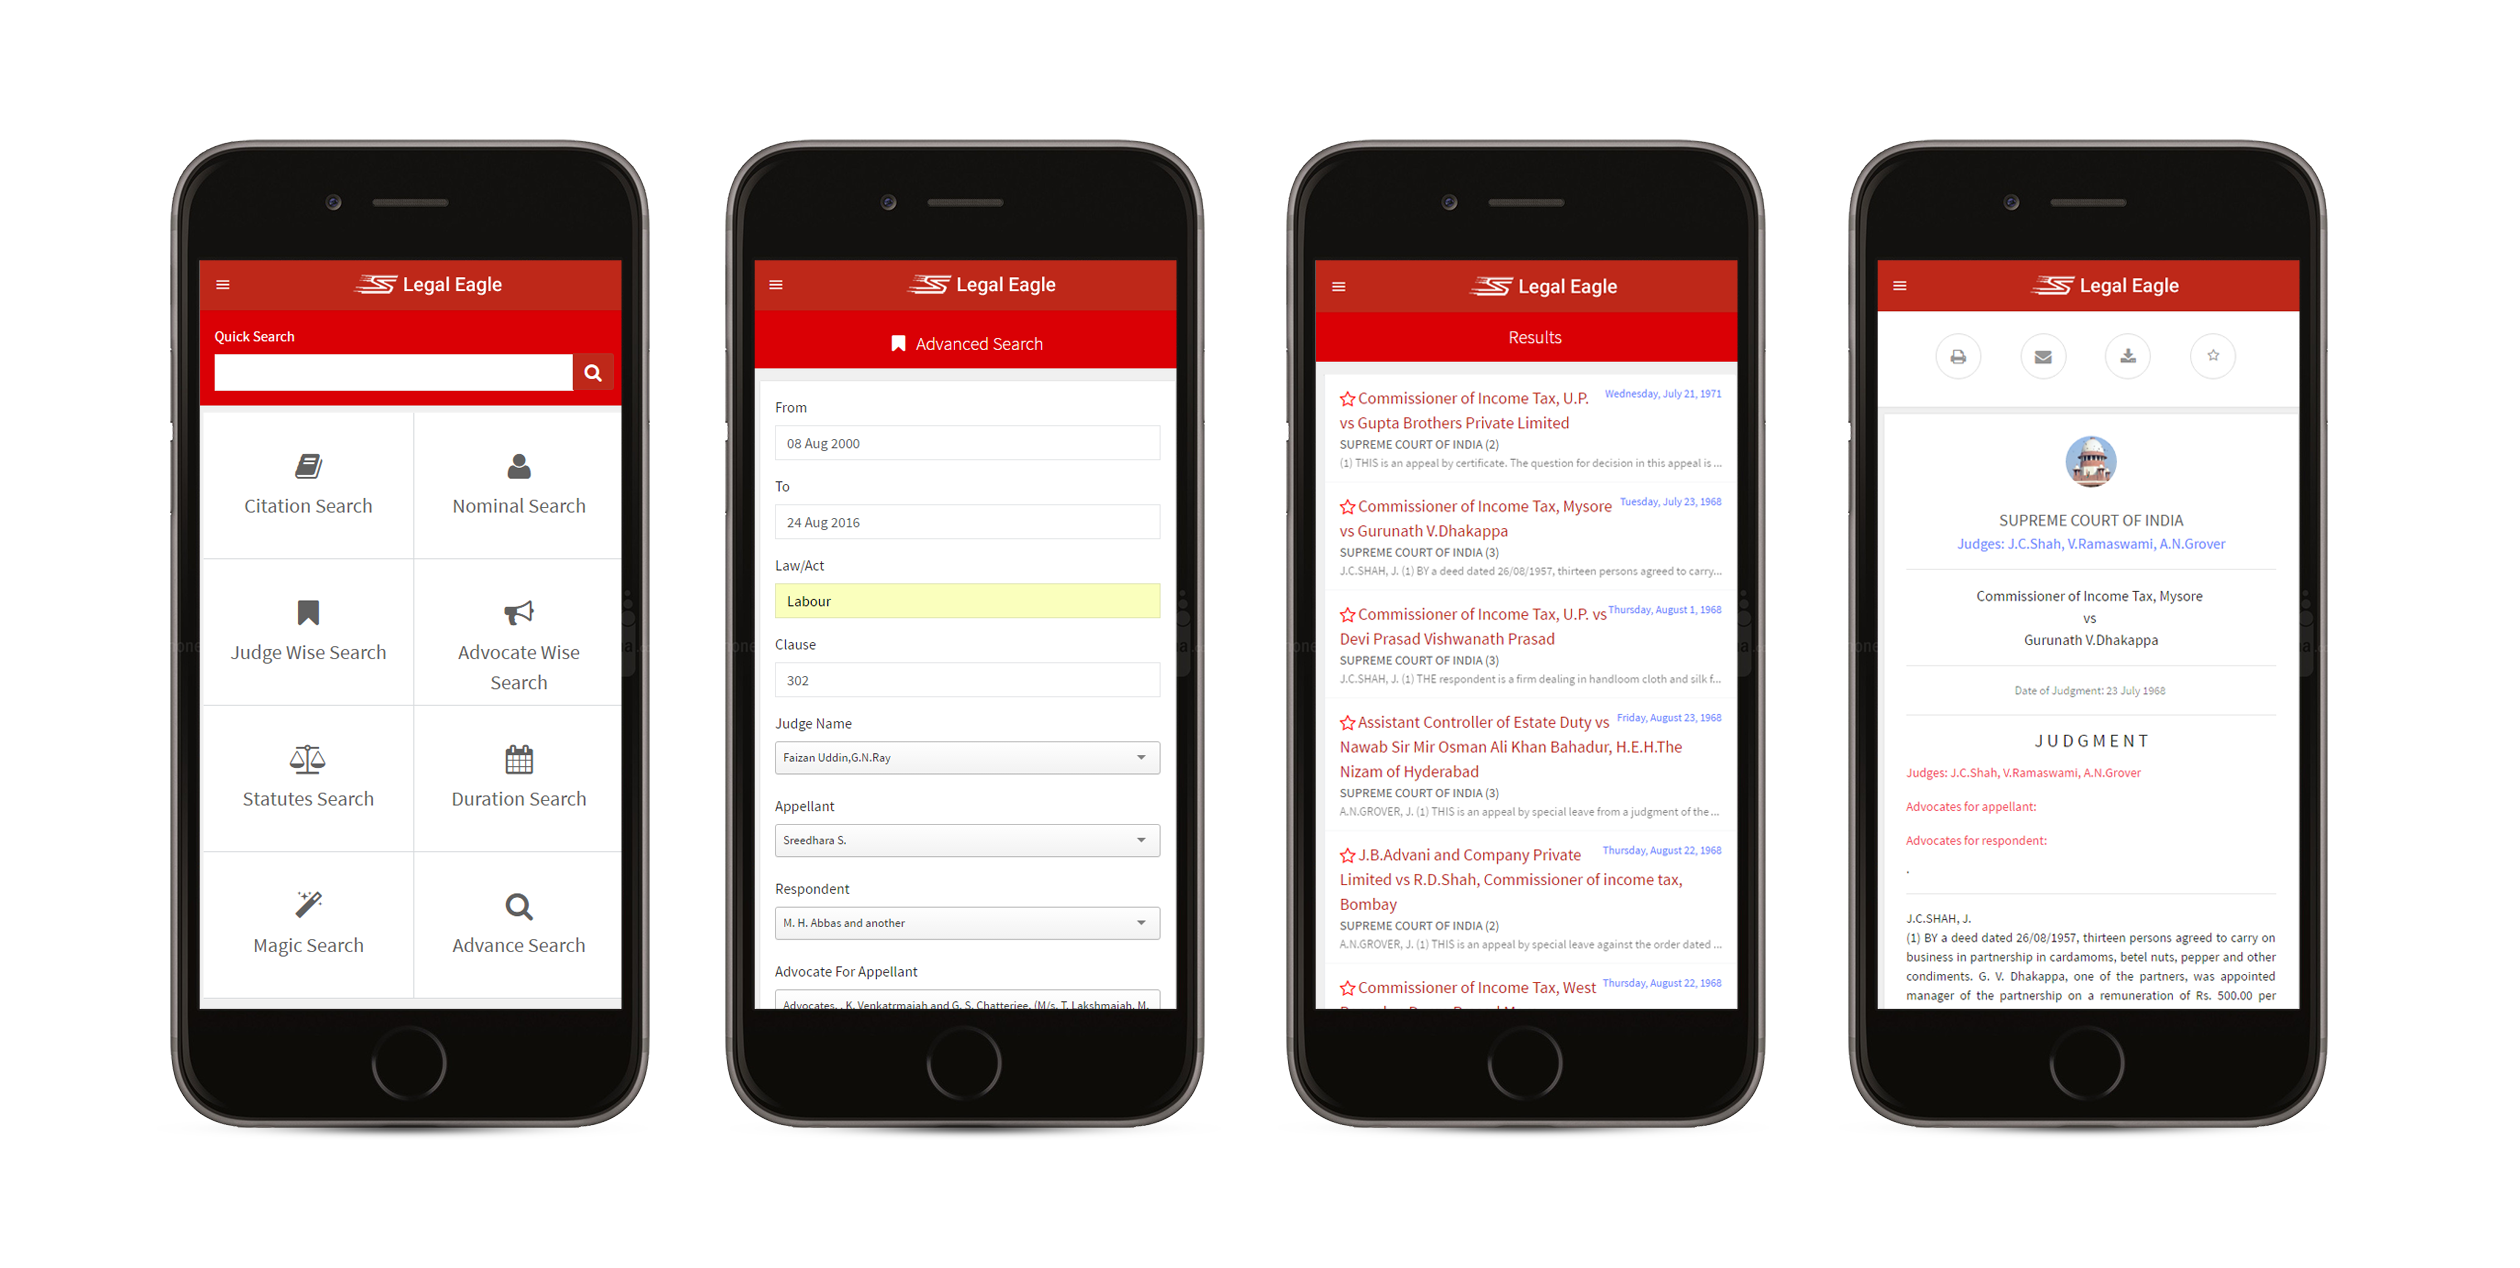 Legal Eagle
Quick Search
Citation Search
Nominal Search
Judge Wise Search
Advocate Wise
Search
Statutes Search
Duration Search
Magic Search
Advance Search
Legal Eagle
Advanced Search
From
08 Aug 2000
To
24 Aug 2016
Law/Act
Labour
Clause
302
Judge Name
Faizan Uddin,G.N.Ray
Appellant
Sreedhara S.
Respondent
M. H. Abbas and another
Advocate For Appellant
Advocates, , K. Venkatrmaiah and G. S. Chatterjee, (M/s. T. Lakshmaiah, M.
Legal Eagle
Results
Commissioner of Income Tax, U.P.
Wednesday, July 21, 1971
vs Gupta Brothers Private Limited
SUPREME COURT OF INDIA (2)
(1) THIS is an appeal by certificate. The question for decision in this appeal is ...
Commissioner of Income Tax, Mysore
Tuesday, July 23, 1968
vs Gurunath V.Dhakappa
SUPREME COURT OF INDIA (3)
J.C.SHAH, J. (1) BY a deed dated 26/08/1957, thirteen persons agreed to carry...
Commissioner of Income Tax, U.P. vs
Thursday, August 1, 1968
Devi Prasad Vishwanath Prasad
SUPREME COURT OF INDIA (3)
J.C.SHAH, J. (1) THE respondent is a firm dealing in handloom cloth and silk f...
Assistant Controller of Estate Duty vs
Friday, August 23, 1968
Nawab Sir Mir Osman Ali Khan Bahadur, H.E.H.The
Nizam of Hyderabad
SUPREME COURT OF INDIA (3)
A.N.GROVER, J. (1) THIS is an appeal by special leave from a judgment of the ...
J.B.Advani and Company Private
Thursday, August 22, 1968
Limited vs R.D.Shah, Commissioner of income tax,
Bombay
SUPREME COURT OF INDIA (2)
A.N.GROVER, J. (1) THIS is an appeal by special leave against the order dated ...
Commissioner of Income Tax, West
Thursday, August 22, 1968
Legal Eagle
SUPREME COURT OF INDIA
Judges: J.C.Shah, V.Ramaswami, A.N.Grover
Commissioner of Income Tax, Mysore
vs
Gurunath V.Dhakappa
Date of Judgment: 23 July 1968
JUDGMENT
Judges: J.C.Shah, V.Ramaswami, A.N.Grover
Advocates for appellant:
Advocates for respondent:
.
J.C.SHAH, J.
(1) BY a deed dated 26/08/1957, thirteen persons agreed to carry on
business in partnership in cardamoms, betel nuts, pepper and other
condiments. G. V. Dhakappa, one of the partners, was appointed
manager of the partnership on a remuneration of Rs. 500.00 per